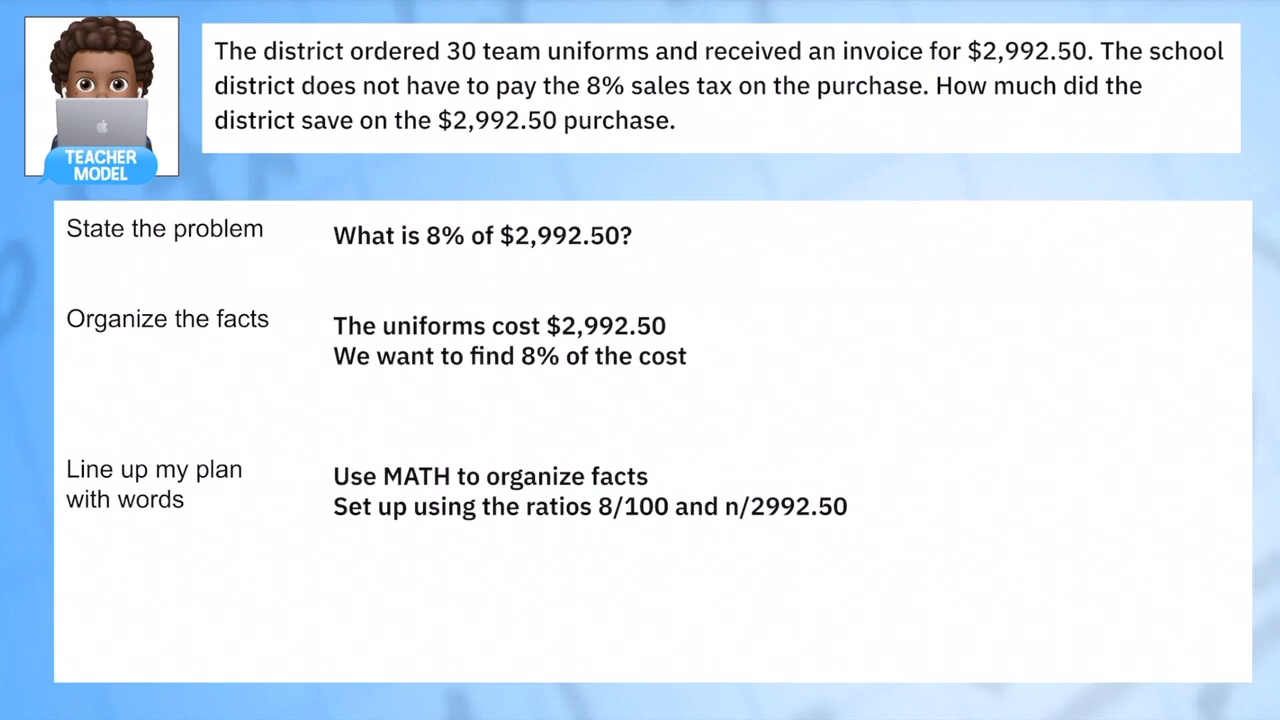 The district ordered 30 team uniforms and received an invoice for $2,992.50. The school
district does not have to pay the 8% sales tax on the purchase. How much did the
district save on the $2,992.50 purchase.
TEACHER
MODEL
State the problem
What is 8% of $2,992.50?
Organize the facts
The uniforms cost $2,992.50
We want to find 8% of the cost
Line up my plan
with words
Use MATH to organize facts
Set up using the ratios 8/100 and n/2992.50